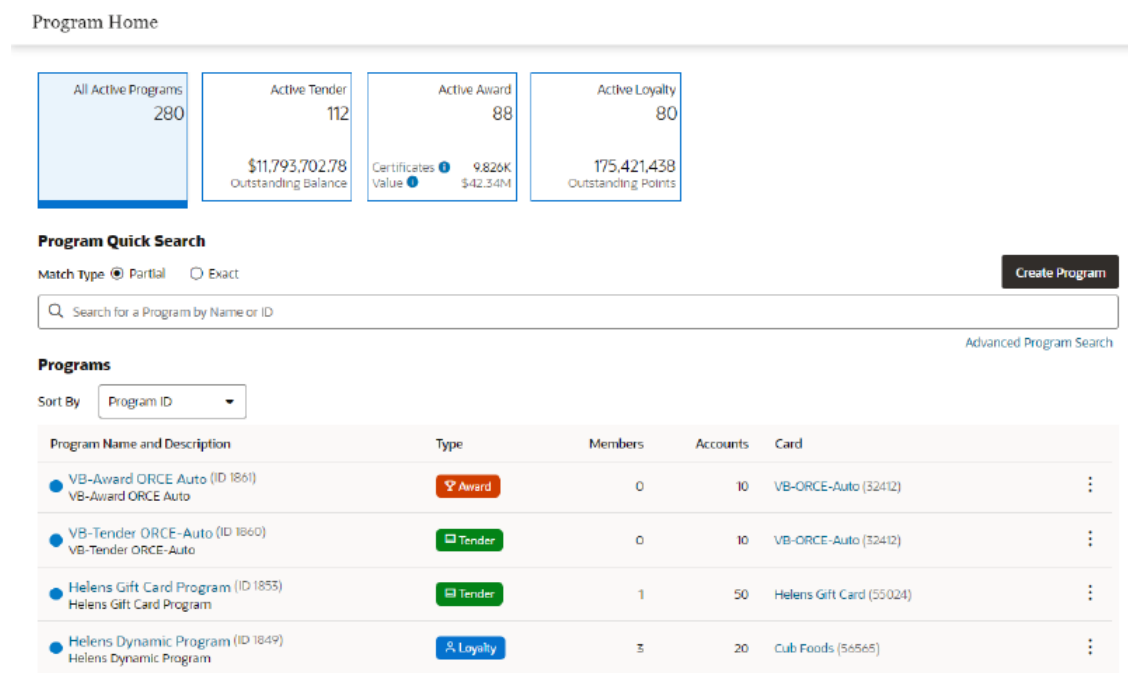 Program Home
All Active Programs
280
Active Tender
112
$11,793,702.78
Outstanding Balance
Active Award
88
Certificates 9.826K
Value $42.34M
Active Loyalty
80
175,421,438
Outstanding Points
Program Quick Search
Match Type Partial Exact
Create Program
Search for a Program by Name or ID
Advanced Program Search
Programs
Sort By Program ID
Program Name and Description Type Members Accounts Card
VB-Award ORCE Auto (ID 1861)
VB-Award ORCE Auto
Award 0 10 VB-ORCE-Auto (32412)
VB-Tender ORCE-Auto (ID 1860)
VB-Tender ORCE-Auto
Tender 0 10 VB-ORCE-Auto (32412)
Helens Gift Card Program (ID 1853)
Helens Gift Card Program
Tender 1 50 Helens Gift Card (55024)
Helens Dynamic Program (ID 1849)
Helens Dynamic Program
Loyalty 3 20 Cub Foods (56565)